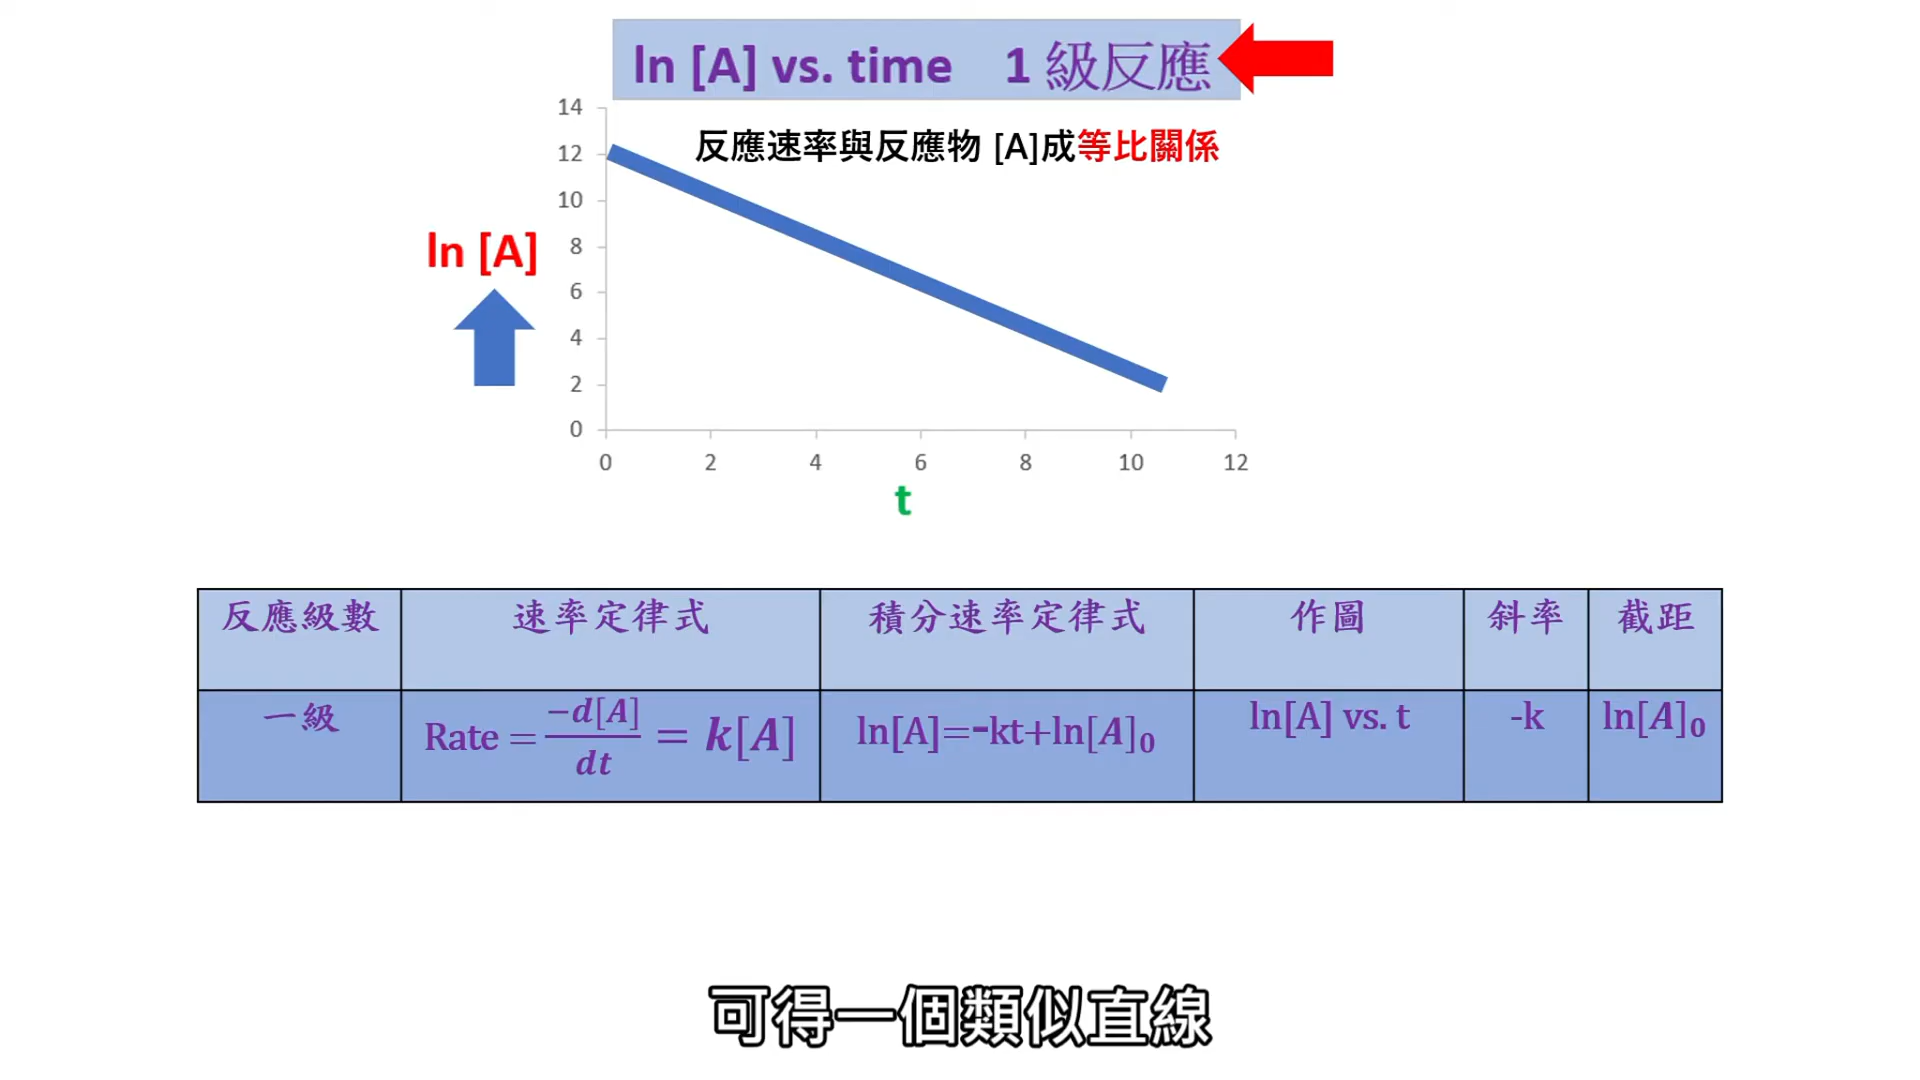 ln [A] vs. time 1 級反應
反應速率與反應物 [A]成等比關係
14
12
10
8
6
4
2
0
ln [A]
0 2 4 6 8 10 12
t
反應級數 速率定律式 積分速率定律式 作圖 斜率 截距
一級 Rate = −d[A]/dt = k[A] ln[A]=-kt+ln[A]₀ ln[A] vs. t -k ln[A]₀
可得一個類似直線